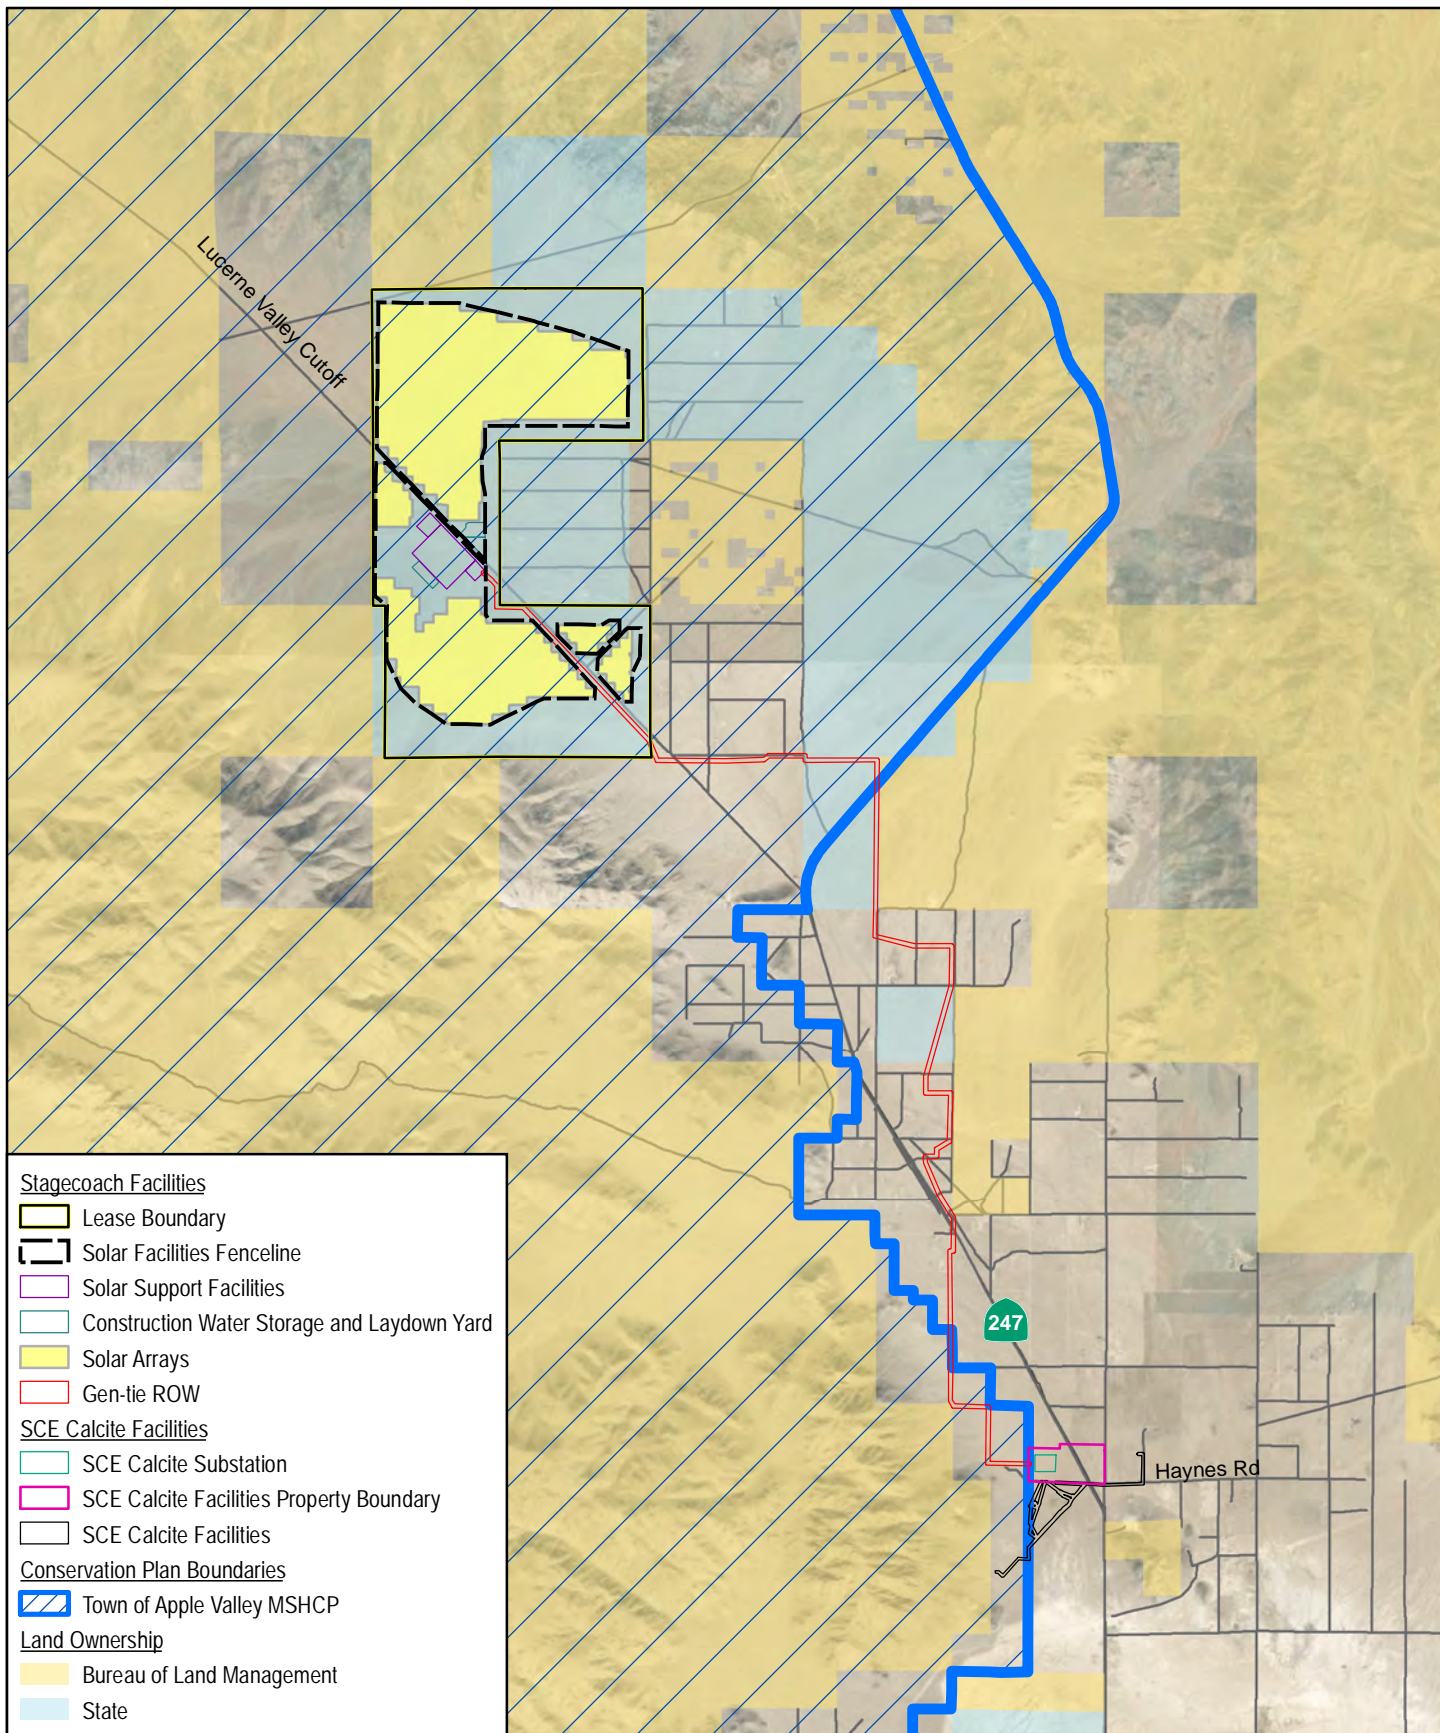 Lucerne Valley Cutoff
247
Haynes Rd
Stagecoach Facilities
Lease Boundary
Solar Facilities Fenceline
Solar Support Facilities
Construction Water Storage and Laydown Yard
Solar Arrays
Gen-tie ROW
SCE Calcite Facilities
SCE Calcite Substation
SCE Calcite Facilities Property Boundary
SCE Calcite Facilities
Conservation Plan Boundaries
Town of Apple Valley MSHCP
Land Ownership
Bureau of Land Management
State